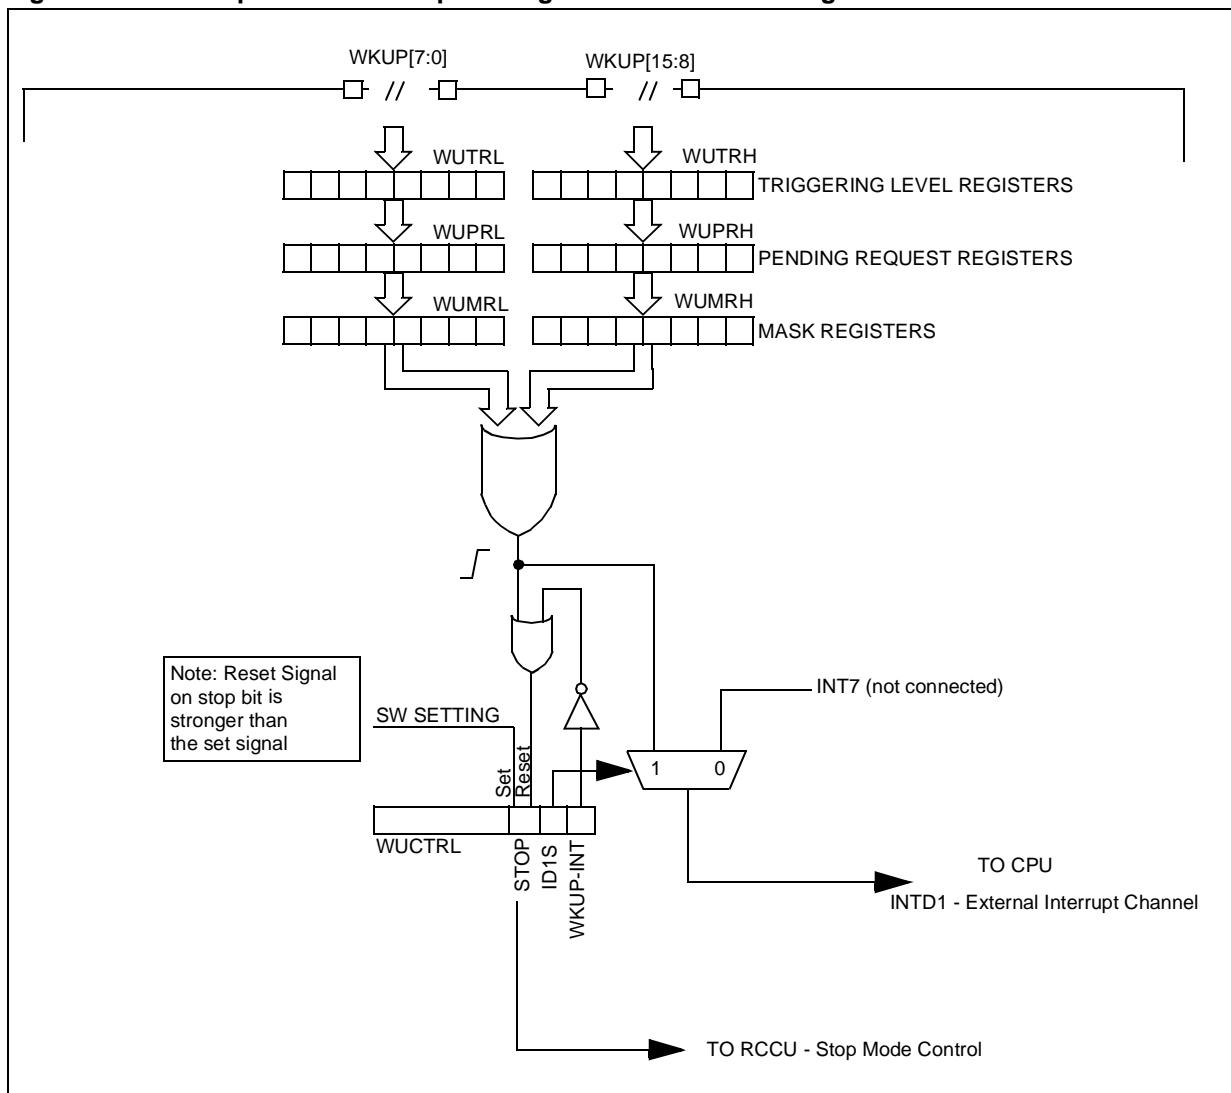 WKUP[7:0]
WKUP[15:8]
WUTRL
WUTRH
TRIGGERING LEVEL REGISTERS
WUPRL
WUPRH
PENDING REQUEST REGISTERS
WUMRL
WUMRH
MASK REGISTERS
Note: Reset Signal
on stop bit is
stronger than
the set signal
SW SETTING
INT7 (not connected)
Set
Reset
1
0
WUCTRL
STOP
ID1S
WKUP-INT
TO CPU
INTD1 - External Interrupt Channel
TO RCCU - Stop Mode Control